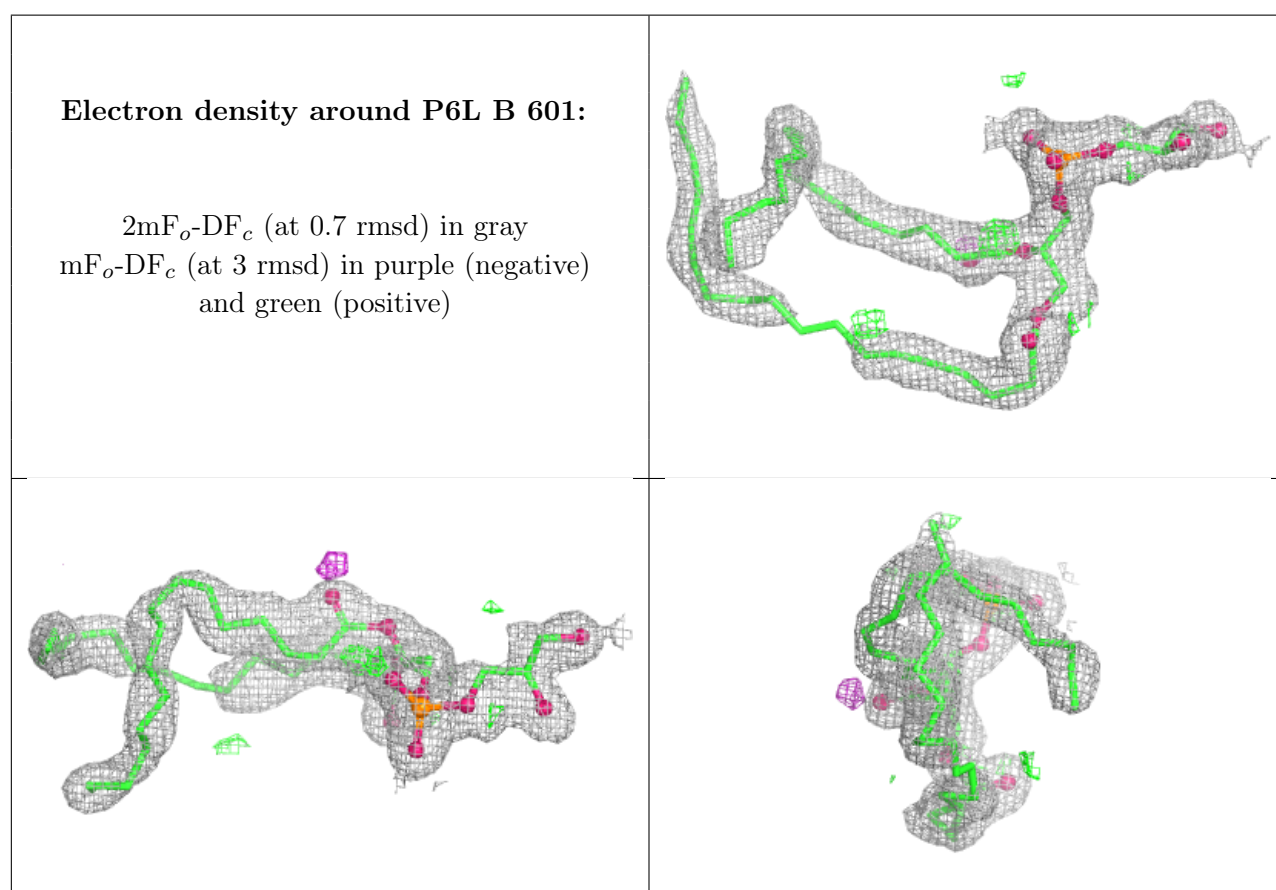 Electron density around P6L B 601:
2mFₒ-DF𝒸 (at 0.7 rmsd) in gray
mFₒ-DF𝒸 (at 3 rmsd) in purple (negative)
and green (positive)